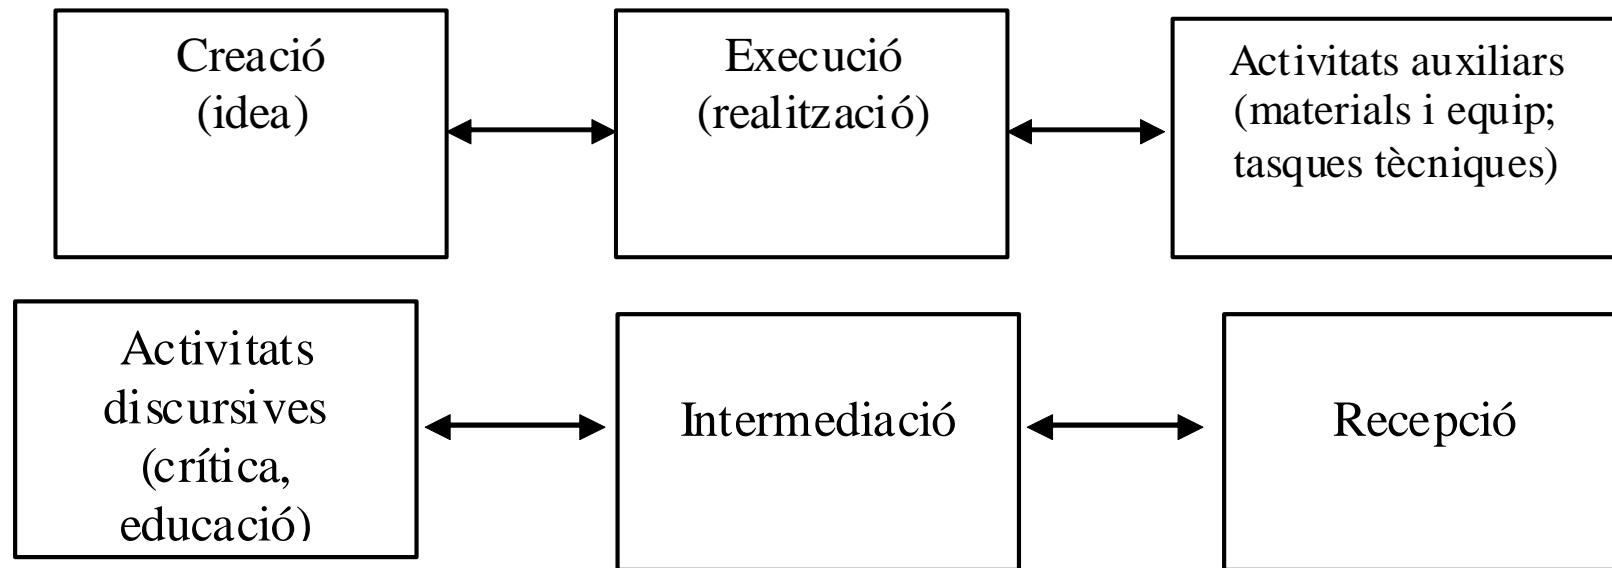 Creació
(idea)
Execució
(realització)
Activitats auxiliars
(materials i equip;
tasques tècniques)
Activitats
discursives
(crítica,
educació)
Intermediació
Recepció